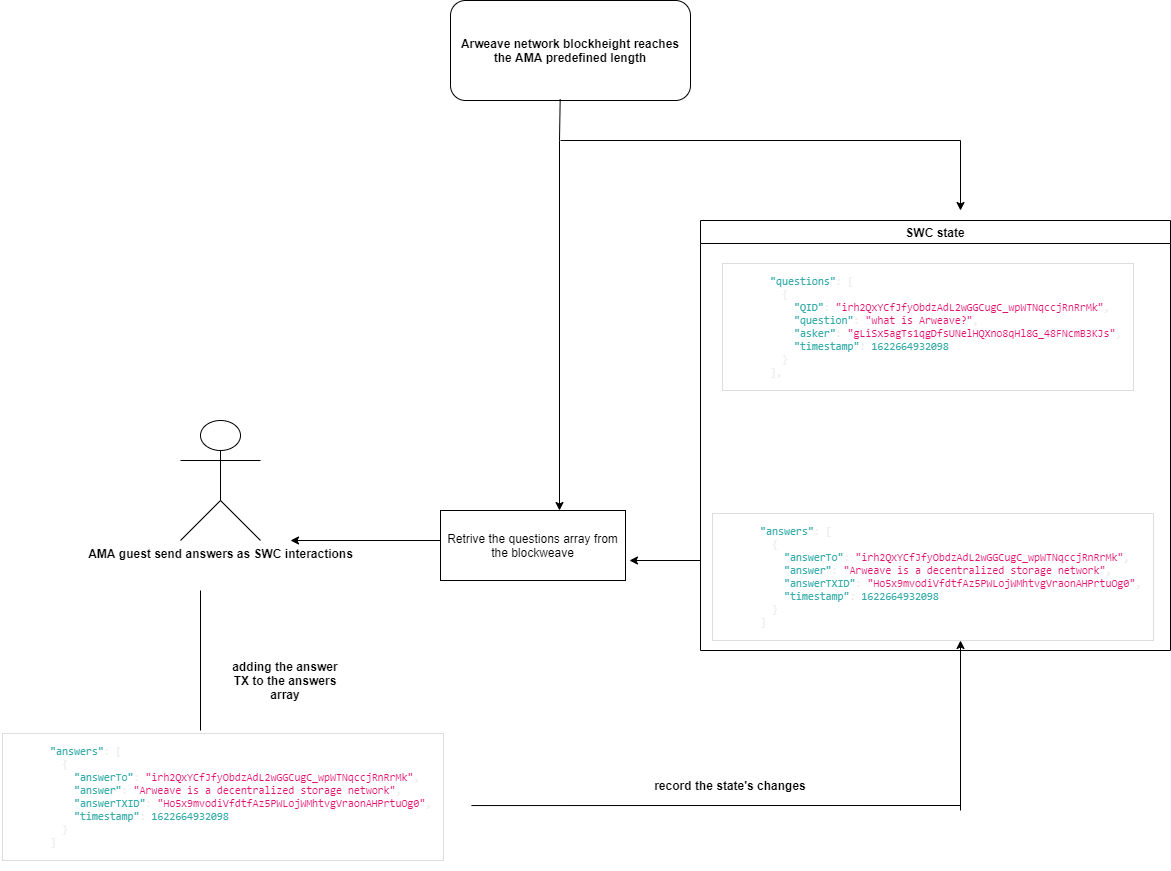 Arweave network blockheight reaches
the AMA predefined length
SWC state
"questions": [
{
"QID": "irh2QxYCfJfyObdzAdL2wGGCugC_wpWTNqccjRnRrMk",
"question": "what is Arweave?",
"asker": "gLiSx5agTs1qgDfsUNelHQXno8qHl8G_48FNcmB3KJs",
"timestamp": 1622664932098
}
],
"answers": [
{
"answerTo": "irh2QxYCfJfyObdzAdL2wGGCugC_wpWTNqccjRnRrMk",
"answer": "Arweave is a decentralized storage network",
"answerTXID": "Ho5x9mvodiVfdtfAz5PWLojWMhtvgVraonAHPrtuOg0",
"timestamp": 1622664932098
}
]
Retrive the questions array from
the blockweave
AMA guest send answers as SWC interactions
adding the answer
TX to the answers
array
"answers": [
{
"answerTo": "irh2QxYCfJfyObdzAdL2wGGCugC_wpWTNqccjRnRrMk",
"answer": "Arweave is a decentralized storage network",
"answerTXID": "Ho5x9mvodiVfdtfAz5PWLojWMhtvgVraonAHPrtuOg0",
"timestamp": 1622664932098
}
]
record the state's changes